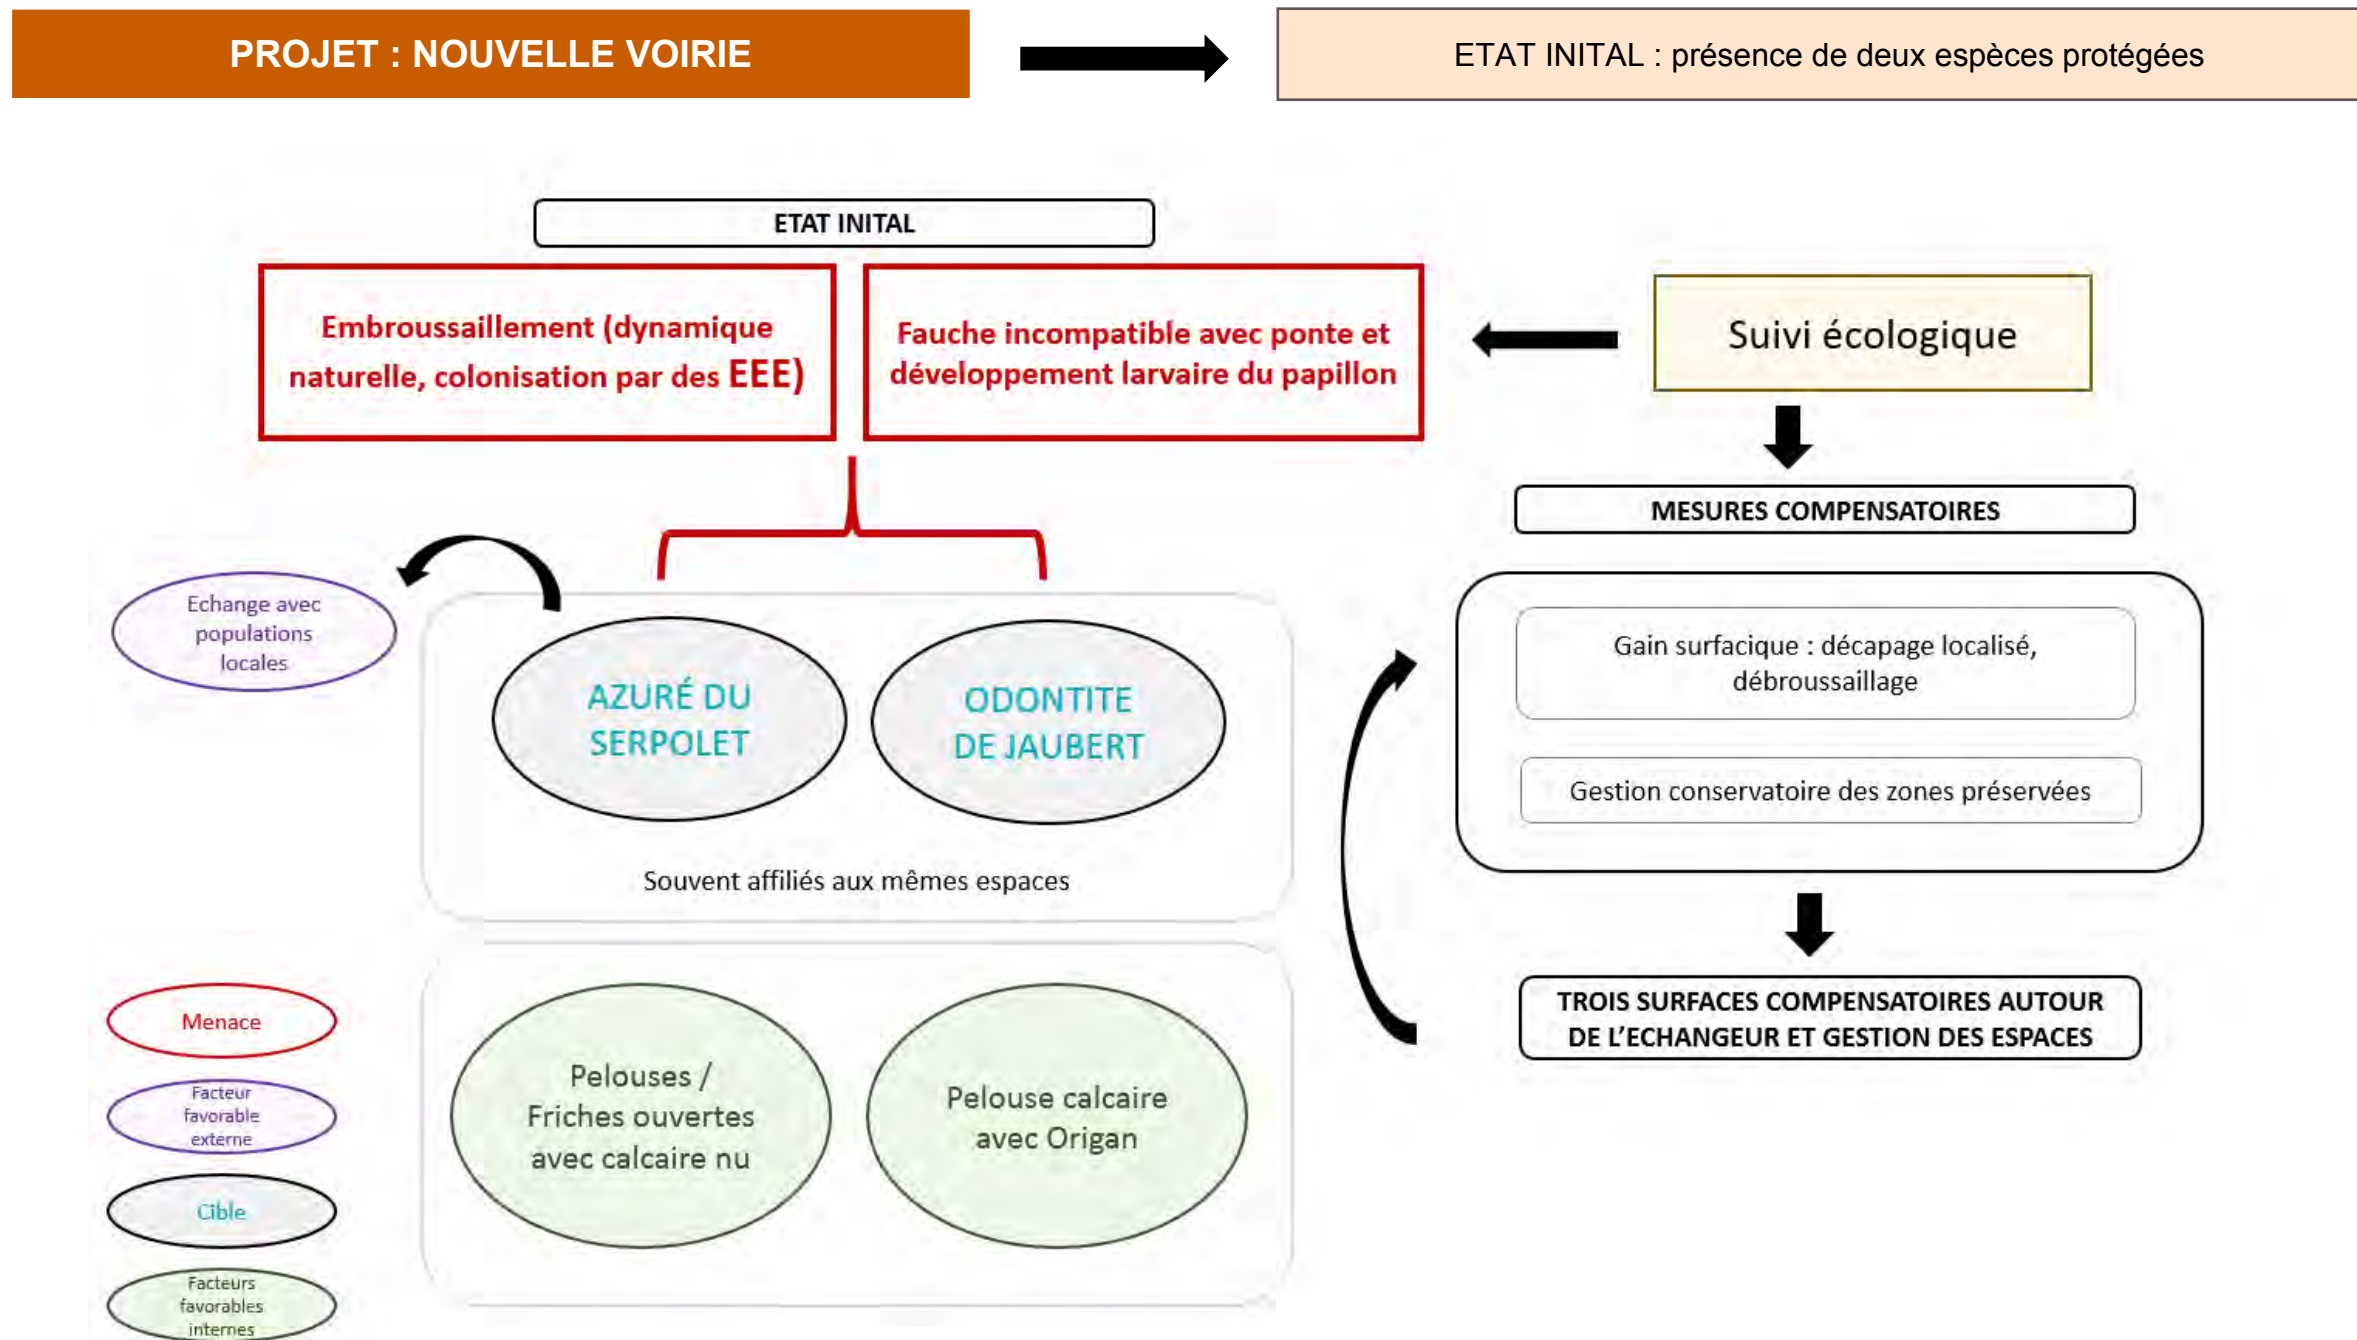 PROJET : NOUVELLE VOIRIE
ETAT INITAL : présence de deux espèces protégées
ETAT INITAL
Embroussaillement (dynamique
naturelle, colonisation par des EEE)
Fauche incompatible avec ponte et
développement larvaire du papillon
Suivi écologique
MESURES COMPENSATOIRES
Echange avec
populations
locales
AZURÉ DU
SERPOLET
ODONTITE
DE JAUBERT
Souvent affiliés aux mêmes espaces
Gain surfacique : décapage localisé,
débroussaillage
Gestion conservatoire des zones préservées
TROIS SURFACES COMPENSATOIRES AUTOUR
DE L'ECHANGEUR ET GESTION DES ESPACES
Pelouses /
Friches ouvertes
avec calcaire nu
Pelouse calcaire
avec Origan
Menace
Facteur
favorable
externe
Cible
Facteurs
favorables
internes